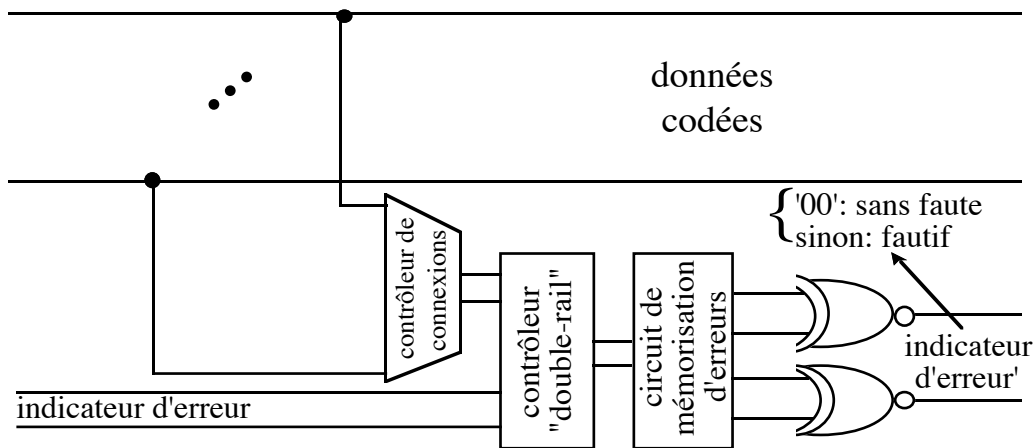 données
codées
'00': sans faute
sinon: fautif
contrôleur de
connexions
contrôleur
"double-rail"
circuit de
mémorisation
d'erreurs
indicateur
d'erreur'
indicateur d'erreur